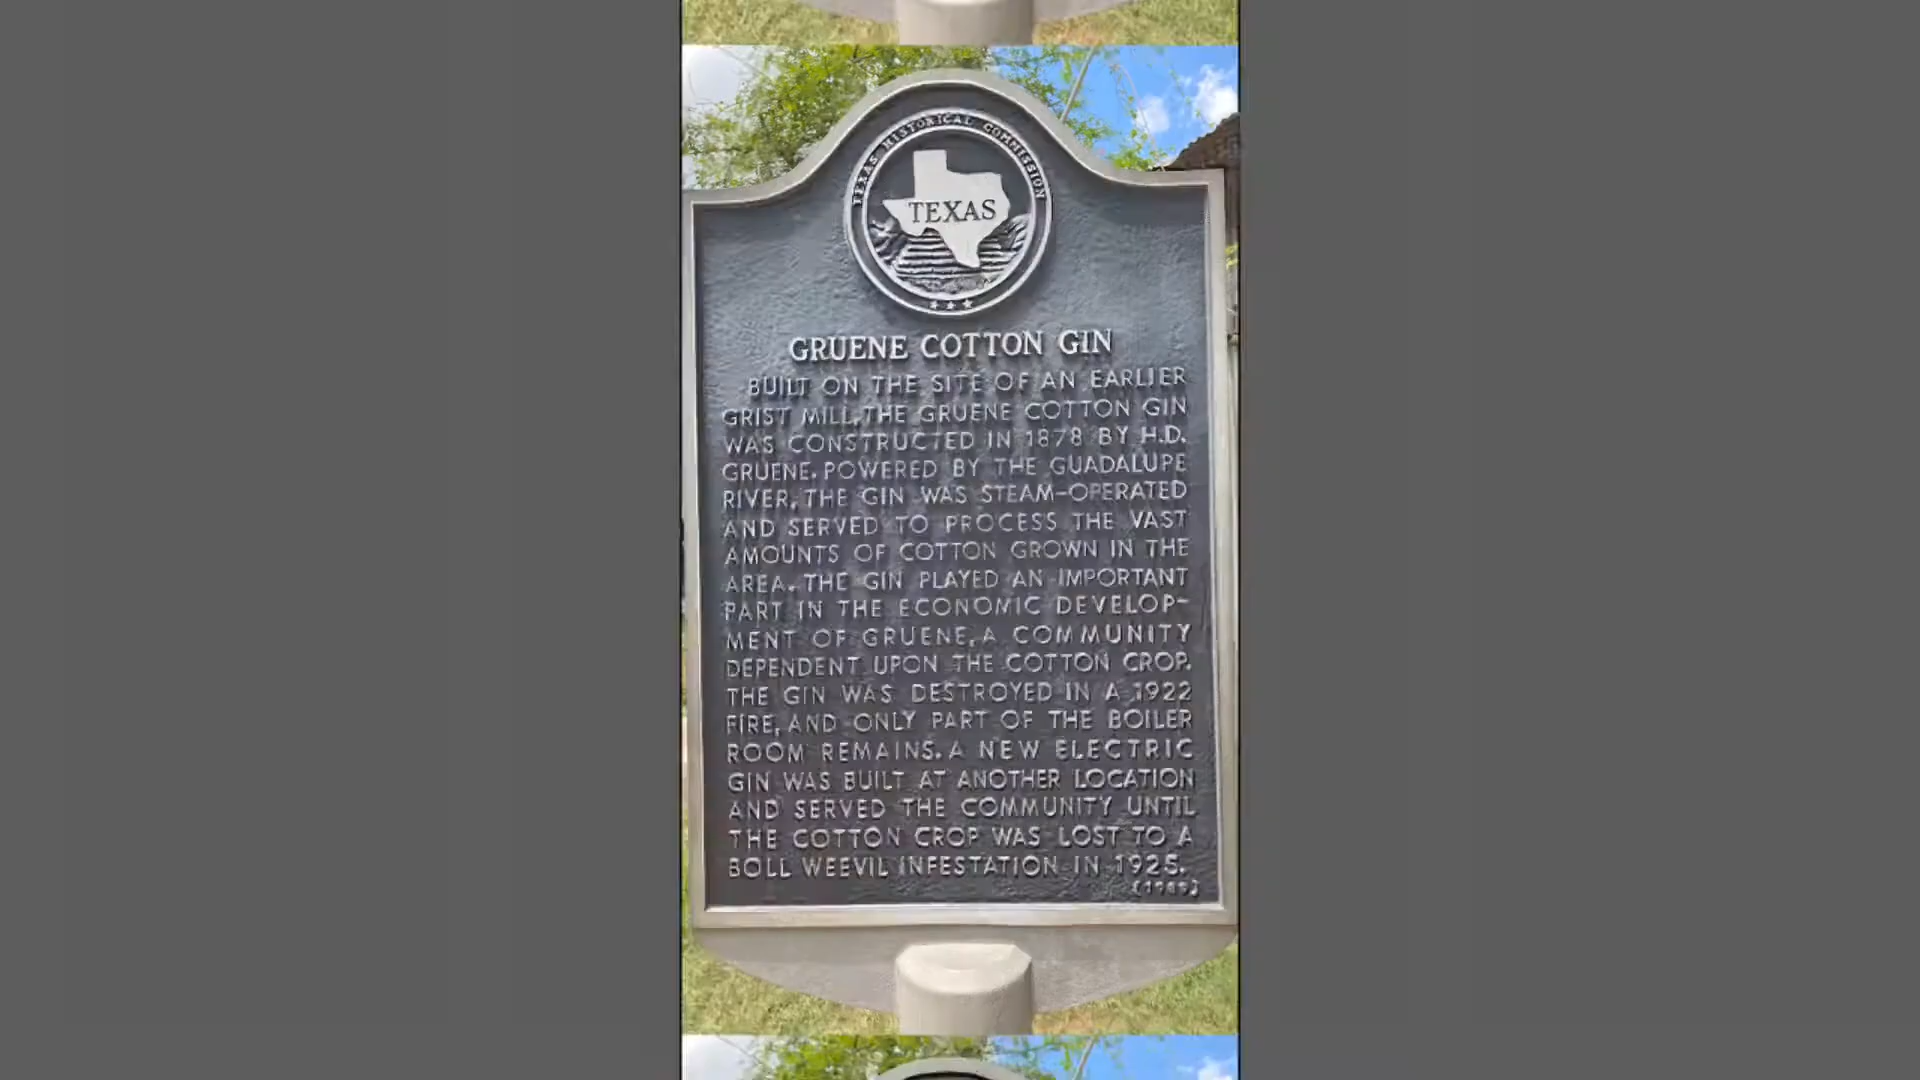 TEXAS HISTORICAL COMMISSION
TEXAS
GRUENE COTTON GIN
BUILT ON THE SITE OF AN EARLIER
GRIST MILL, THE GRUENE COTTON GIN
WAS CONSTRUCTED IN 1878 BY H.D.
GRUENE. POWERED BY THE GUADALUPE
RIVER, THE GIN WAS STEAM-OPERATED
AND SERVED TO PROCESS THE VAST
AMOUNTS OF COTTON GROWN IN THE
AREA. THE GIN PLAYED AN IMPORTANT
PART IN THE ECONOMIC DEVELOP-
MENT OF GRUENE, A COMMUNITY
DEPENDENT UPON THE COTTON CROP.
THE GIN WAS DESTROYED IN A 1922
FIRE, AND ONLY PART OF THE BOILER
ROOM REMAINS. A NEW ELECTRIC
GIN WAS BUILT AT ANOTHER LOCATION
AND SERVED THE COMMUNITY UNTIL
THE COTTON CROP WAS LOST TO A
BOLL WEEVIL INFESTATION IN 1925.
(1989)